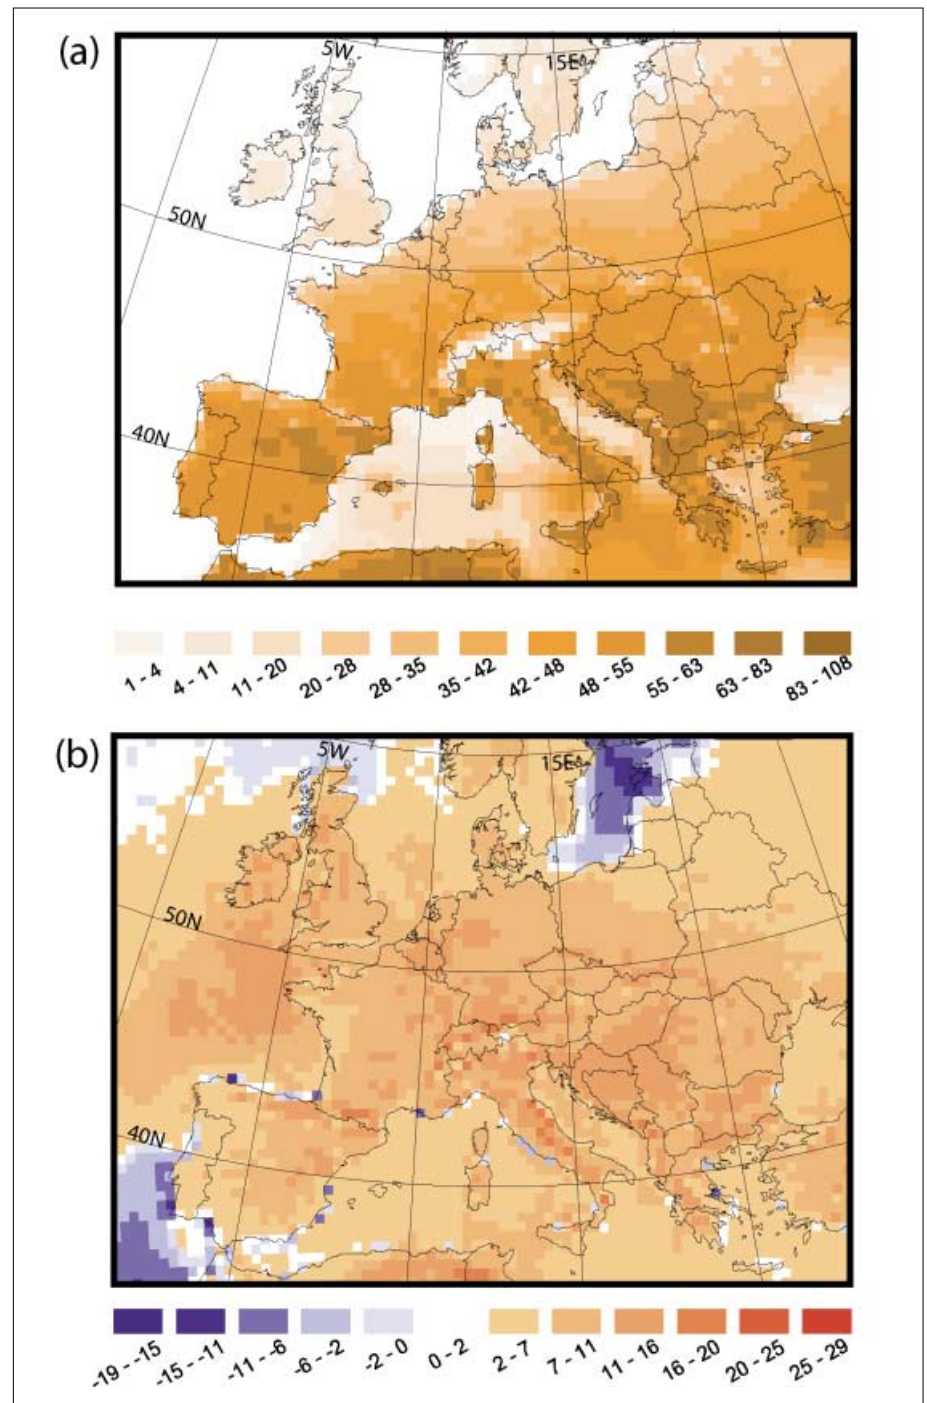 (a)
5W
15E
50N
40N
1 - 4
4 - 11
11 - 20
20 - 28
28 - 35
35 - 42
42 - 48
48 - 55
55 - 63
63 - 83
83 - 108
(b)
5W
15E
50N
40N
-19 - -15
-15 - -11
-11 - -6
-6 - -2
-2 - 0
0 - 2
2 - 7
7 - 11
11 - 16
16 - 20
20 - 25
25 - 29